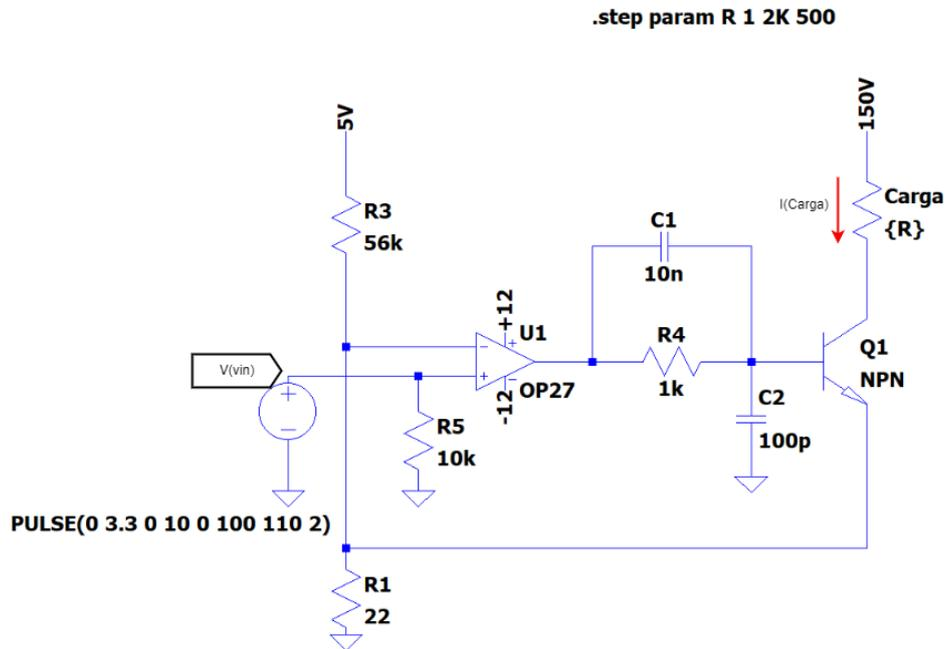 .step param R 1 2K 500
5V
150V
R3
56k
I(Carga)
Carga
{R}
C1
10n
+12
U1
V(vin)
R4
1k
Q1
NPN
-12
OP27
C2
100p
R5
10k
PULSE(0 3.3 0 10 0 100 110 2)
R1
22